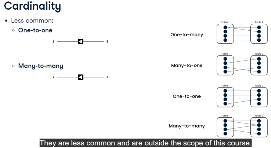 Cardinality
Less common:
One-to-one
Many-to-many
One-to-many
Many-to-one
One-to-one
Many-to-many
They are less common and are outside the scope of this course.